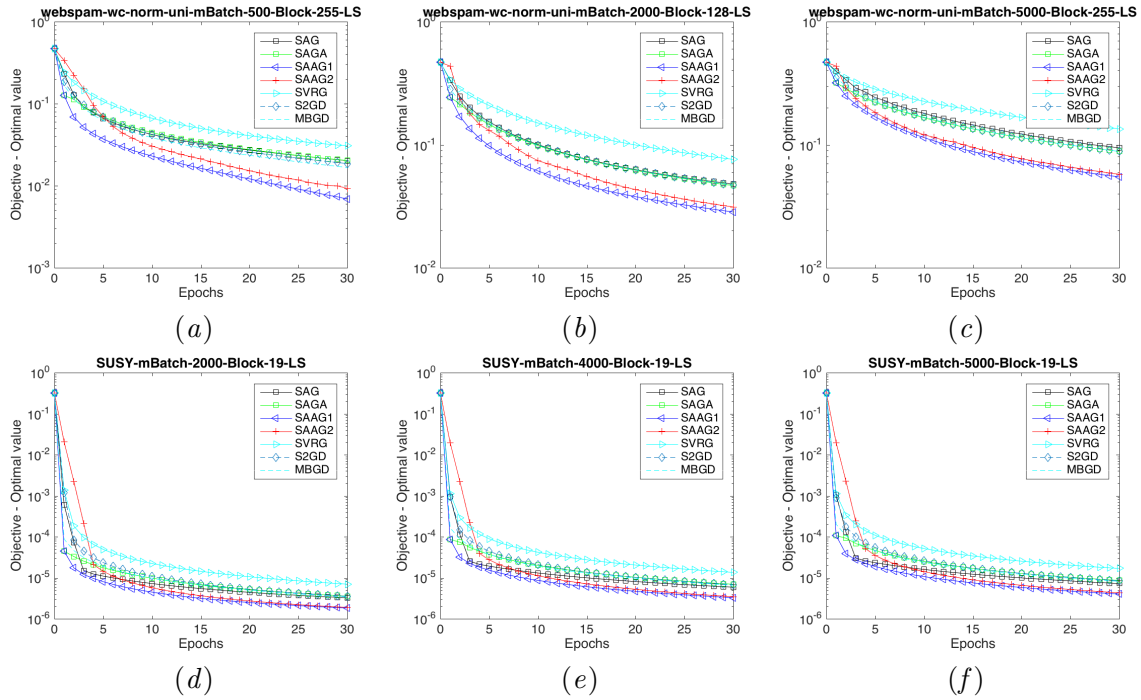 webspam-wc-norm-uni-mBatch-500-Block-255-LS
Objective - Optimal value
10^0
10^-1
10^-2
10^-3
SAG
SAGA
SAAG1
SAAG2
SVRG
S2GD
MBGD
0 5 10 15 20 25 30
Epochs
(a)
webspam-wc-norm-uni-mBatch-2000-Block-128-LS
Objective - Optimal value
10^0
10^-1
10^-2
SAG
SAGA
SAAG1
SAAG2
SVRG
S2GD
MBGD
0 5 10 15 20 25 30
Epochs
(b)
webspam-wc-norm-uni-mBatch-5000-Block-255-LS
Objective - Optimal value
10^0
10^-1
10^-2
SAG
SAGA
SAAG1
SAAG2
SVRG
S2GD
MBGD
0 5 10 15 20 25 30
Epochs
(c)
SUSY-mBatch-2000-Block-19-LS
Objective - Optimal value
10^0
10^-1
10^-2
10^-3
10^-4
10^-5
10^-6
SAG
SAGA
SAAG1
SAAG2
SVRG
S2GD
MBGD
0 5 10 15 20 25 30
Epochs
(d)
SUSY-mBatch-4000-Block-19-LS
Objective - Optimal value
10^0
10^-1
10^-2
10^-3
10^-4
10^-5
10^-6
SAG
SAGA
SAAG1
SAAG2
SVRG
S2GD
MBGD
0 5 10 15 20 25 30
Epochs
(e)
SUSY-mBatch-5000-Block-19-LS
Objective - Optimal value
10^0
10^-1
10^-2
10^-3
10^-4
10^-5
10^-6
SAG
SAGA
SAAG1
SAAG2
SVRG
S2GD
MBGD
0 5 10 15 20 25 30
Epochs
(f)